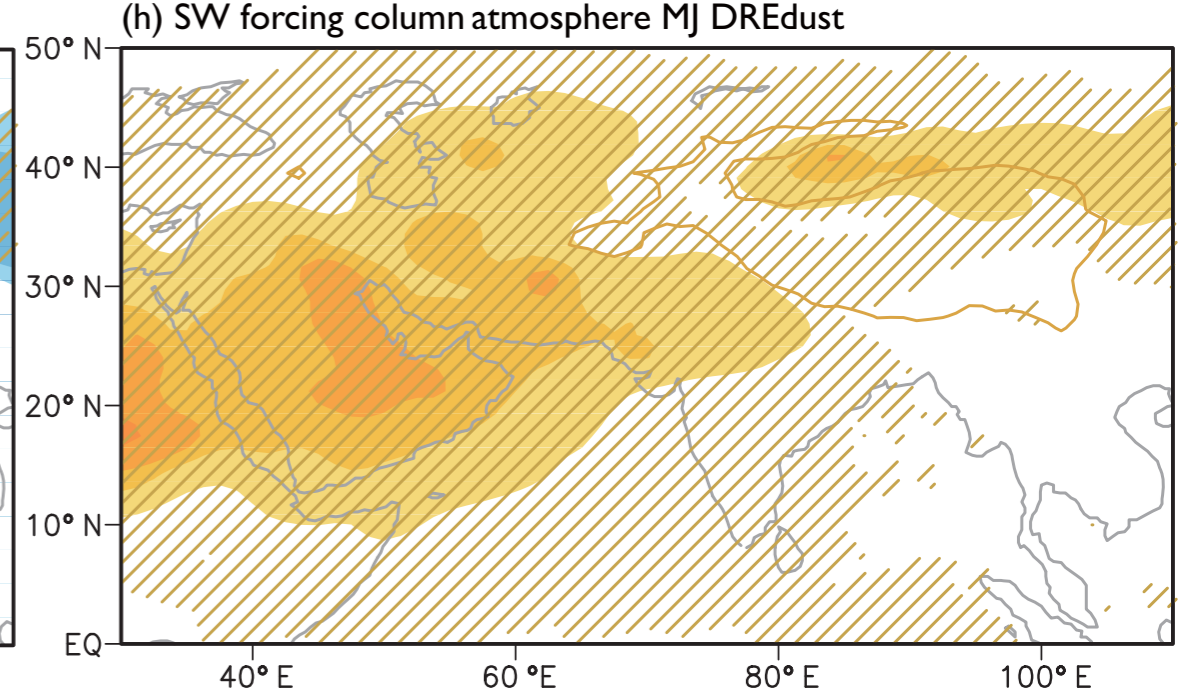 (h) SW forcing column atmosphere MJ DREdust
50° N
40° N
30° N
20° N
10° N
EQ
40° E 60° E 80° E 100° E